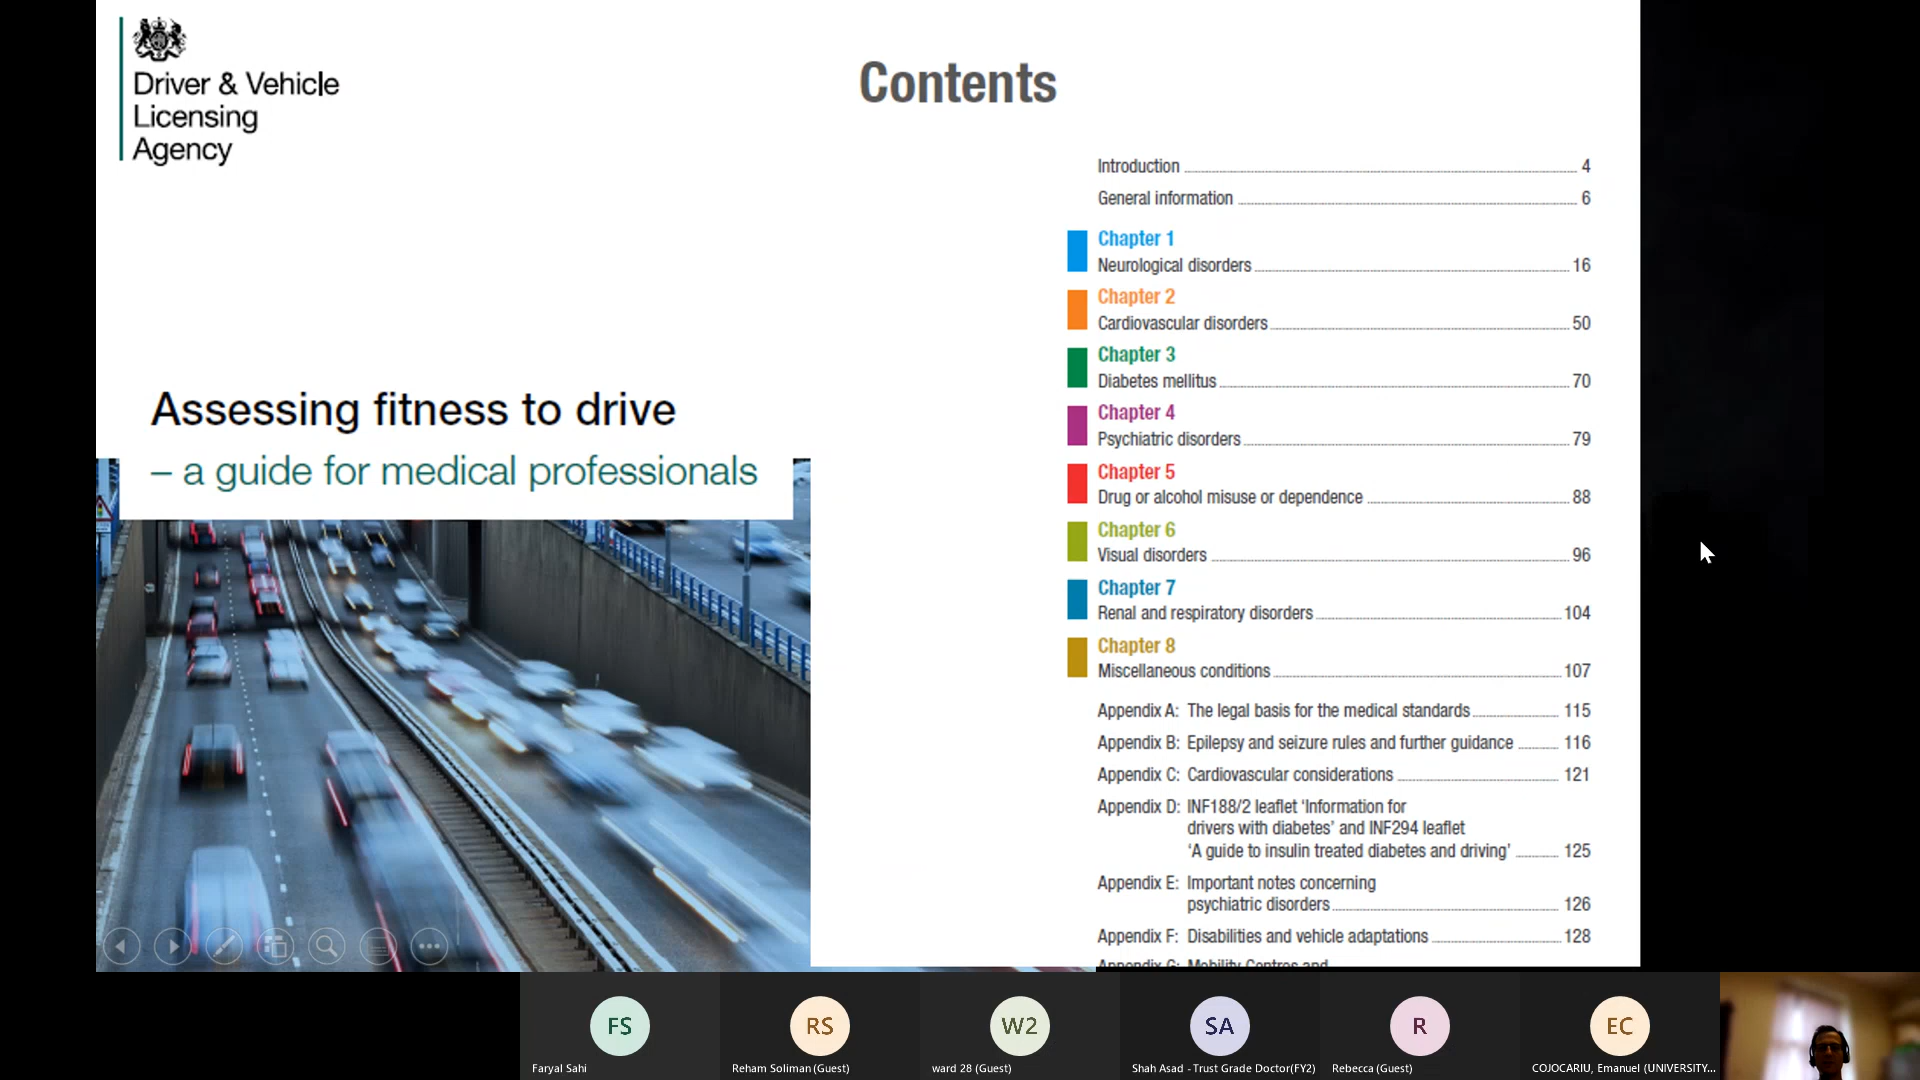 Driver & Vehicle
Licensing
Agency
Assessing fitness to drive
– a guide for medical professionals
Contents
Introduction 4
General information 6
Chapter 1
Neurological disorders 16
Chapter 2
Cardiovascular disorders 50
Chapter 3
Diabetes mellitus 70
Chapter 4
Psychiatric disorders 79
Chapter 5
Drug or alcohol misuse or dependence 88
Chapter 6
Visual disorders 96
Chapter 7
Renal and respiratory disorders 104
Chapter 8
Miscellaneous conditions 107
Appendix A: The legal basis for the medical standards 115
Appendix B: Epilepsy and seizure rules and further guidance 116
Appendix C: Cardiovascular considerations 121
Appendix D: INF188/2 leaflet ‘Information for
drivers with diabetes’ and INF294 leaflet
‘A guide to insulin treated diabetes and driving’ 125
Appendix E: Important notes concerning
psychiatric disorders 126
Appendix F: Disabilities and vehicle adaptations 128
Appendix G: Mobility Centres and
FS
Faryal Sahi
RS
Reham Soliman (Guest)
W2
ward 28 (Guest)
SA
Shah Asad - Trust Grade Doctor(FY2)
R
Rebecca (Guest)
EC
COJOCARIU, Emanuel (UNIVERSITY...